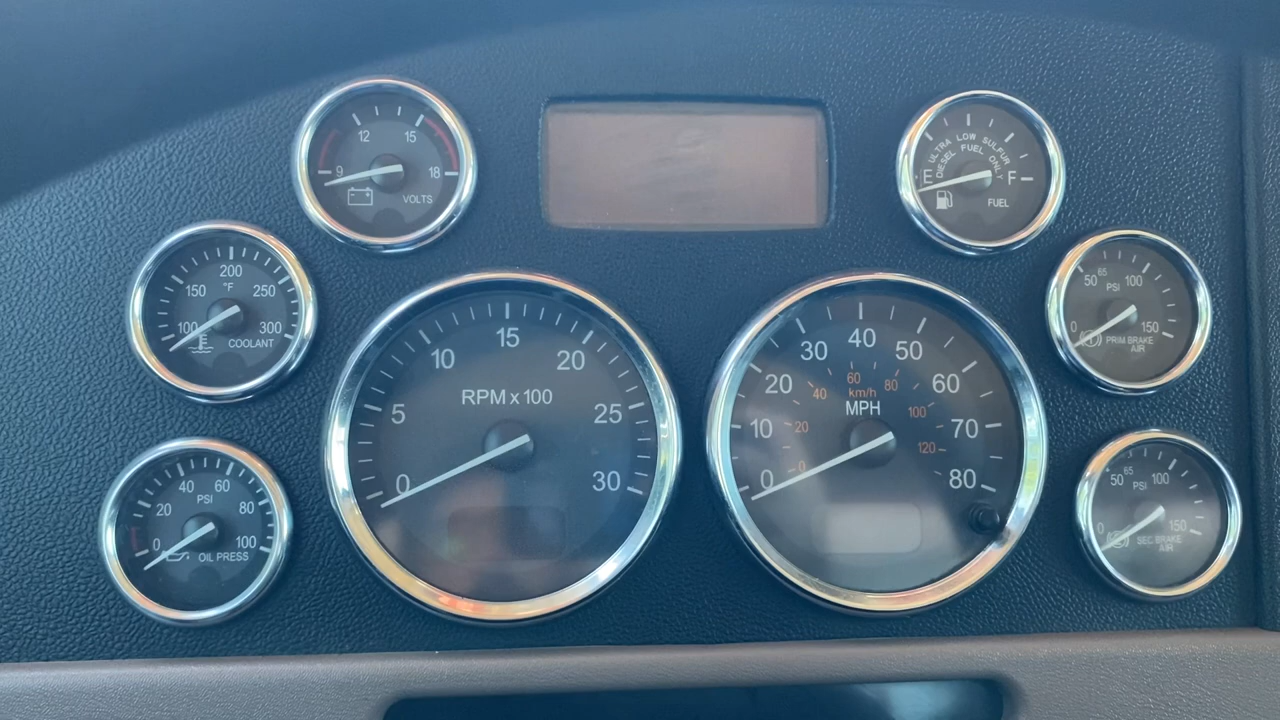 12 15
9 18
VOLTS
ULTRA LOW SULFUR
DIESEL FUEL ONLY
E F
FUEL
200
°F
150 250
100 300
COOLANT
50 65 100
PSI
0 150
PRIM BRAKE
AIR
15
10 20
RPM x 100
5 25
0 30
40
30 50
20 60
10 70
0 80
60
40 80
km/h
20 100
0 120
MPH
40 60
PSI
20 80
0 100
OIL PRESS
50 65 100
PSI
0 150
SEC BRAKE
AIR